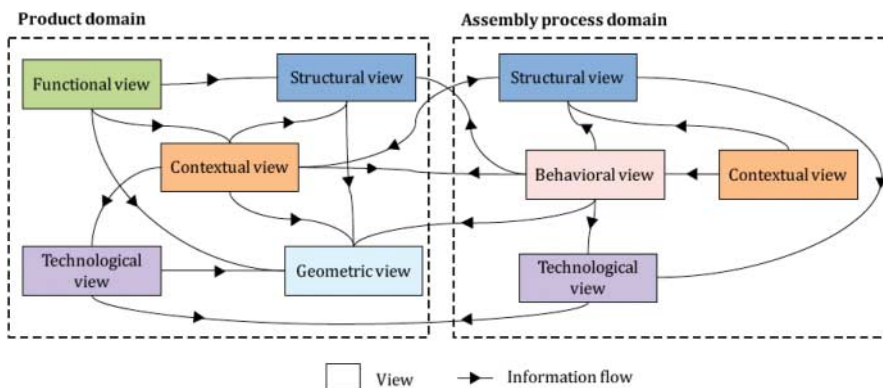 Product domain
Assembly process domain
Functional view
Structural view
Structural view
Contextual view
Behavioral view
Contextual view
Technological
view
Geometric view
Technological
view
View
Information flow